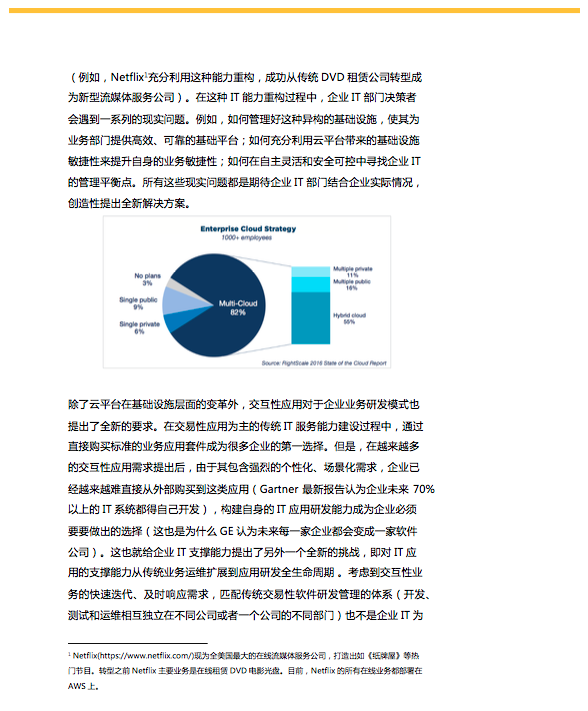 （例如，Netflix¹充分利用这种能力重构，成功从传统 DVD 租赁公司转型成
为新型流媒体服务公司）。在这种 IT 能力重构过程中，企业 IT 部门决策者
会遇到一系列的现实问题。例如，如何管理好这种异构的基础设施，使其为
业务部门提供高效、可靠的基础平台；如何充分利用云平台带来的基础设施
敏捷性来提升自身的业务敏捷性；如何在自主灵活和安全可控中寻找企业 IT
的管理平衡点。所有这些现实问题都是期待企业 IT 部门结合企业实际情况，
创造性提出全新解决方案。
Enterprise Cloud Strategy
1000+ employees
No plans
3%
Single public
9%
Single private
6%
Multi-Cloud
82%
Multiple private
11%
Multiple public
16%
Hybrid cloud
55%
Source: RightScale 2016 State of the Cloud Report
除了云平台在基础设施层面的变革外，交互性应用对于企业业务研发模式也
提出了全新的要求。在交易性应用为主的传统 IT 服务能力建设过程中，通过
直接购买标准的业务应用套件成为很多企业的第一选择。但是，在越来越多
的交互性应用需求提出后，由于其包含强烈的个性化、场景化需求，企业已
经越来越难直接从外部购买到这类应用（Gartner 最新报告认为企业未来 70%
以上的 IT 系统都得自己开发），构建自身的 IT 应用研发能力成为企业必须
要要做出的选择（这也是为什么 GE 认为未来每一家企业都会变成一家软件
公司）。这也就给企业 IT 支撑能力提出了另外一个全新的挑战，即对 IT 应
用的支撑能力从传统业务运维扩展到应用研发全生命周期 。考虑到交互性业
务的快速迭代、及时响应需求，匹配传统交易性软件研发管理的体系（开发、
测试和运维相互独立在不同公司或者一个公司的不同部门）也不是企业 IT 为
¹ Netflix(https://www.netflix.com/)现为全美国最大的在线流媒体服务公司，打造出如《纸牌屋》等热
门节目。转型之前 Netflix 主要业务是在线租赁 DVD 电影光盘。目前，Netflix 的所有在线业务都部署在
AWS 上。